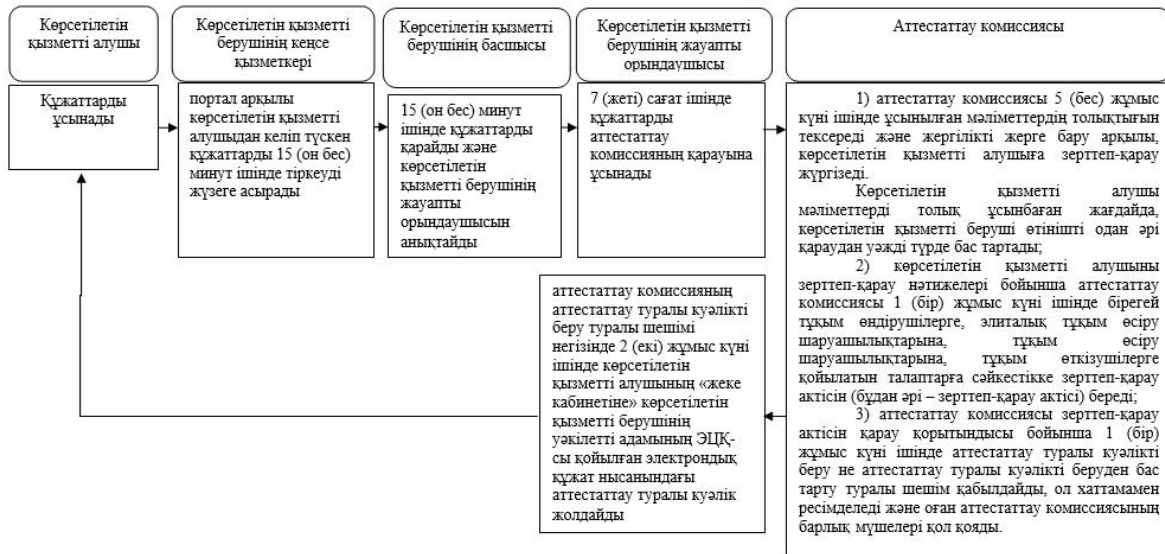 Көрсетілетін
қызметті алушы
Көрсетілетін қызметті
берушінің кеңсе
қызметкері
Көрсетілетін қызметті
берушінің басшысы
Көрсетілетін қызметті
берушінің жауапты
орындаушысы
Аттестаттау комиссиясы
Құжаттарды
ұсынады
портал арқылы
көрсетілетін қызметті
алушыдан келіп түскен
құжаттарды 15 (он бес)
минут ішінде тіркеуді
жүзеге асырады
15 (он бес) минут
ішінде құжаттарды
қарайды және
көрсетілетін
қызметті берушінің
жауапты
орындаушысын
анықтайды
7 (жеті) сағат ішінде
құжаттарды
аттестаттау
комиссияның қарауына
ұсынады
1) аттестаттау комиссиясы 5 (бес) жұмыс
күні ішінде ұсынылған мәліметтердің толықтығын
тексереді және жергілікті жерге бару арқылы,
көрсетілетін қызметті алушыға зерттеп-қарау
жүргізеді.
Көрсетілетін қызметті алушы
мәліметтерді толық ұсынбаған жағдайда,
көрсетілетін қызметті беруші өтінішті одан әрі
қараудан уәжді түрде бас тартады;
2) көрсетілетін қызметті алушыны
зерттеп-қарау нәтижелері бойынша аттестаттау
комиссиясы 1 (бір) жұмыс күні ішінде бірегей
тұқым өндірушілерге, элиталық тұқым өсіру
шаруашылықтарына, тұқым өсіру
шаруашылықтарына, тұқым өткізушілерге
қойылатын талаптарға сәйкестікке зерттеп-қарау
актісін (бұдан әрі – зерттеп-қарау актісі) береді;
3) аттестаттау комиссиясы зерттеп-қарау
актісін қарау қорытындысы бойынша 1 (бір)
жұмыс күні ішінде аттестаттау туралы куәлікті
беру не аттестаттау туралы куәлікті беруден бас
тарту туралы шешім қабылдайды, ол хаттамамен
ресімделеді және оған аттестаттау комиссиясының
барлық мүшелері қол қояды.
аттестаттау комиссияның
аттестаттау туралы куәлікті
беру туралы шешімі
негізінде 2 (екі) жұмыс күні
ішінде көрсетілетін
қызметті алушының «жеке
кабинетіне» көрсетілетін
қызметті берушінің
уәкілетті адамының ЭЦҚ-
сы қойылған электрондық
құжат нысанындағы
аттестаттау туралы куәлік
жолдайды